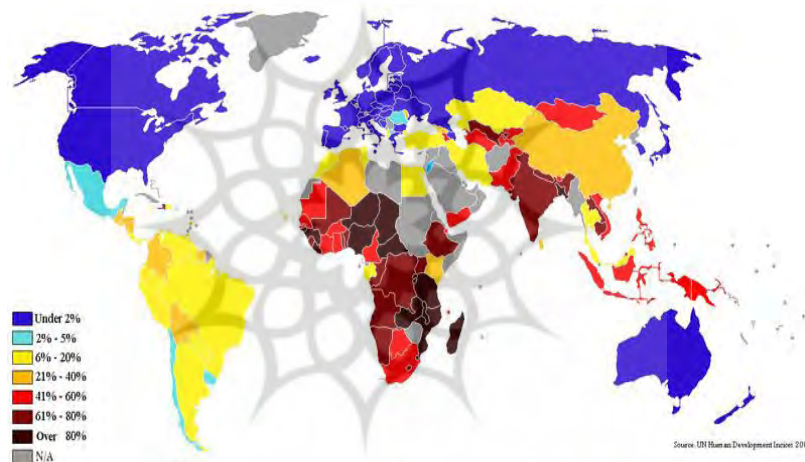 Under 2%
2% - 5%
6% - 20%
21% - 40%
41% - 60%
61% - 80%
Over 80%
N/A
Source: UN Human Development Indices